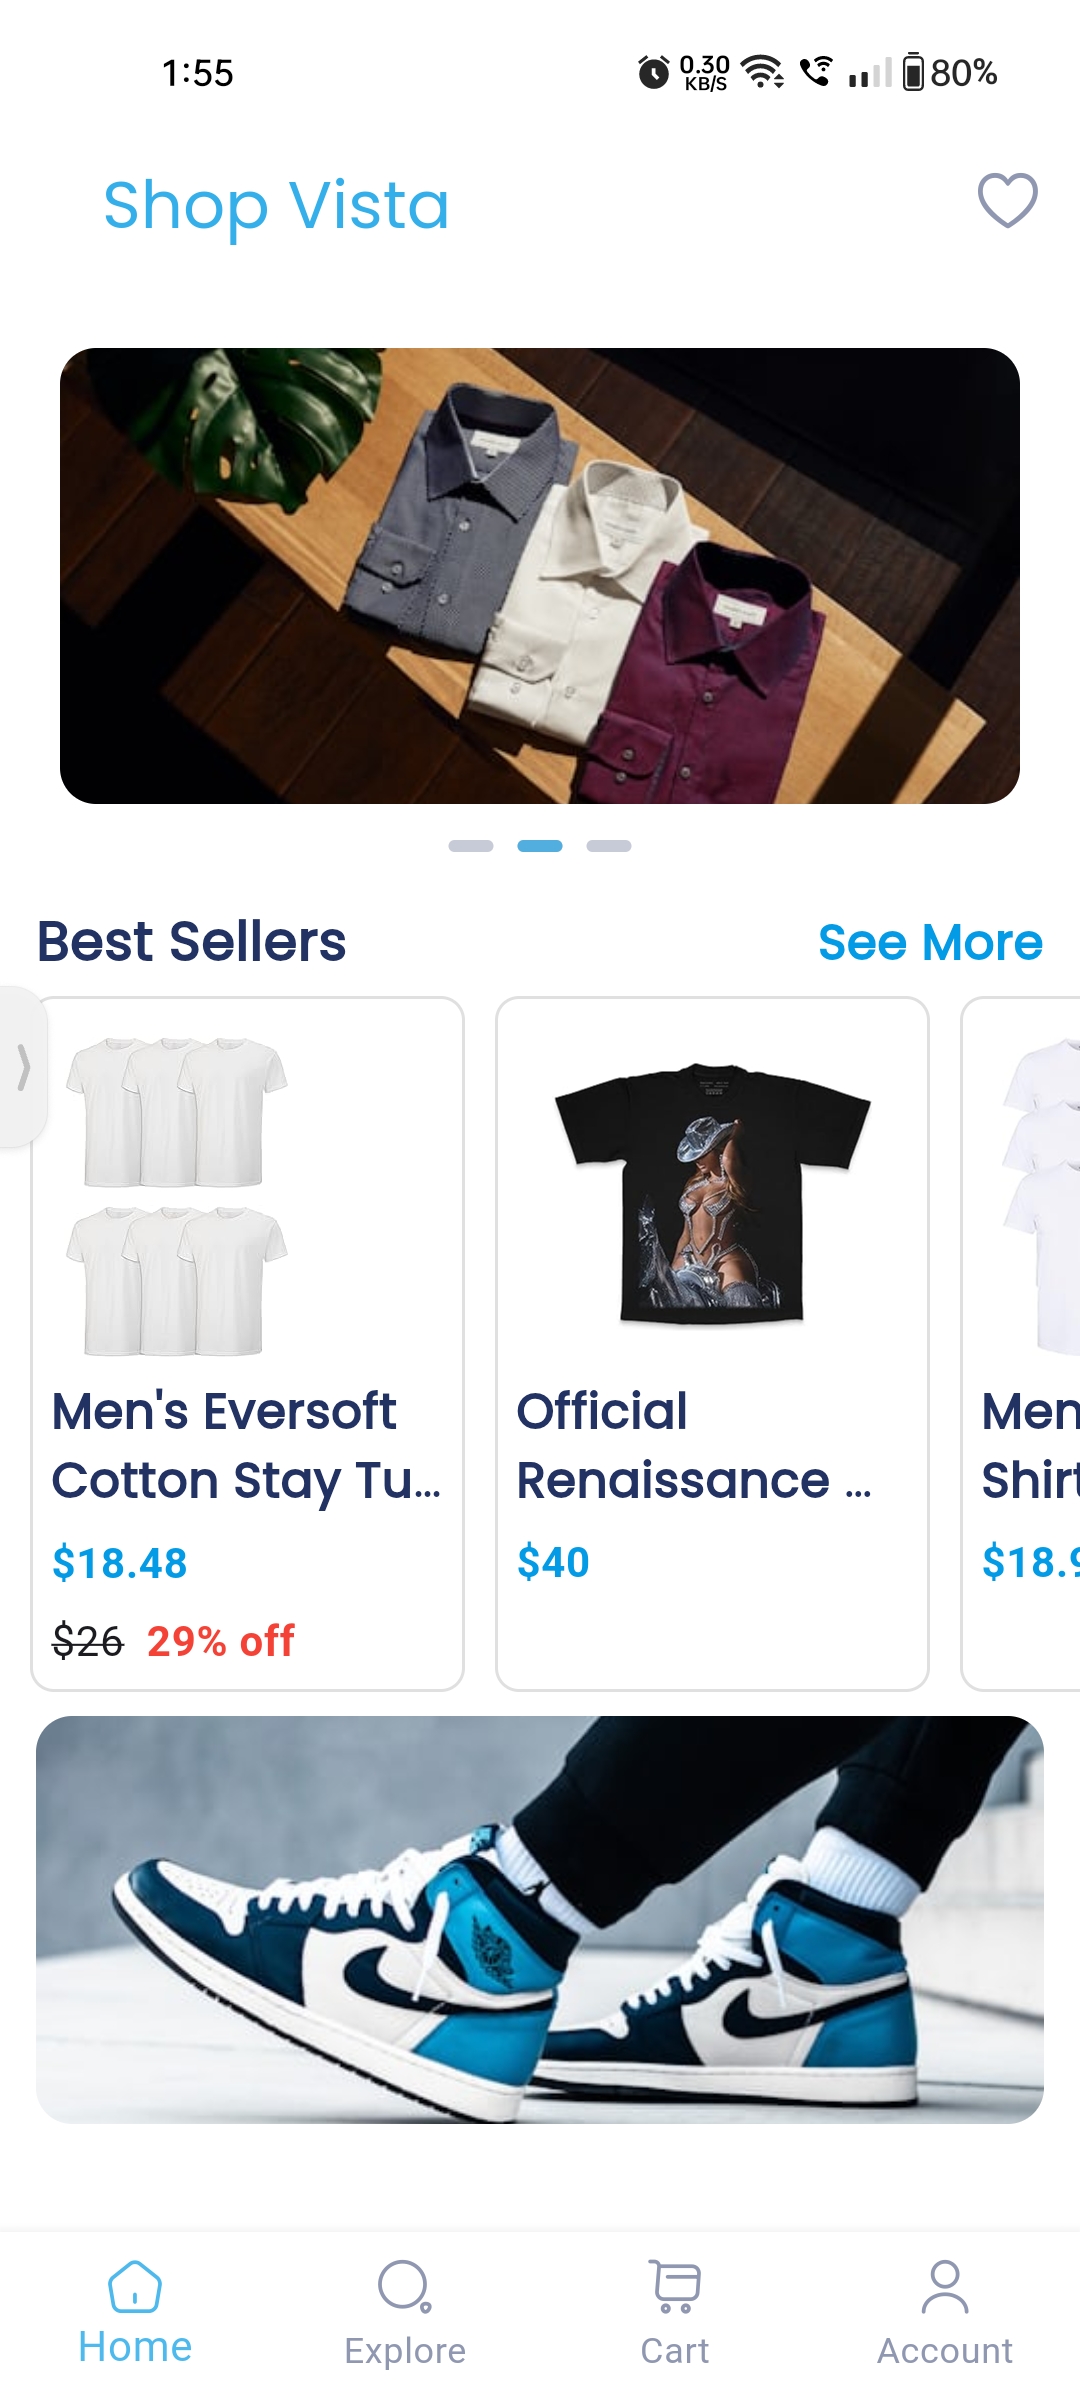 1:55
0.30
KB/S
80%
Shop Vista
Best Sellers
See More
Men's Eversoft
Cotton Stay Tu...
$18.48
$26 29% off
Official
Renaissance ...
$40
Men
Shirt
$18.9
Home
Explore
Cart
Account